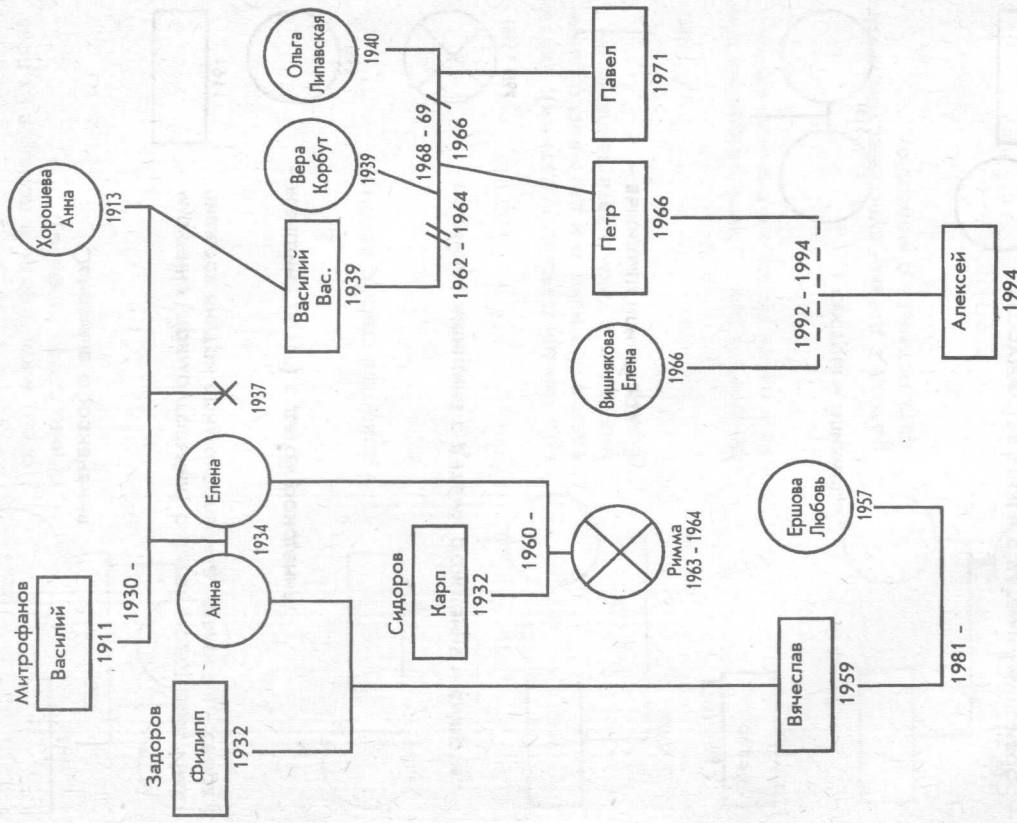 Митрофанов
Василий
1911
1930 -
Хорошева
Анна
1913
Задоров
Филипп
1932
Анна
Елена
1934
1937
Василий
Вас.
1939
Вера
Корбут
1939
Ольга
Липавская
1940
1962 - 1964
1968 - 69
1966
Сидоров
Карп
1932
1960 -
Римма
1963 - 1964
Петр
1966
Павел
1971
Вишнякова
Елена
1966
1992 - 1994
Вячеслав
1959
Ершова
Любовь
1957
1981 -
Алексей
1994